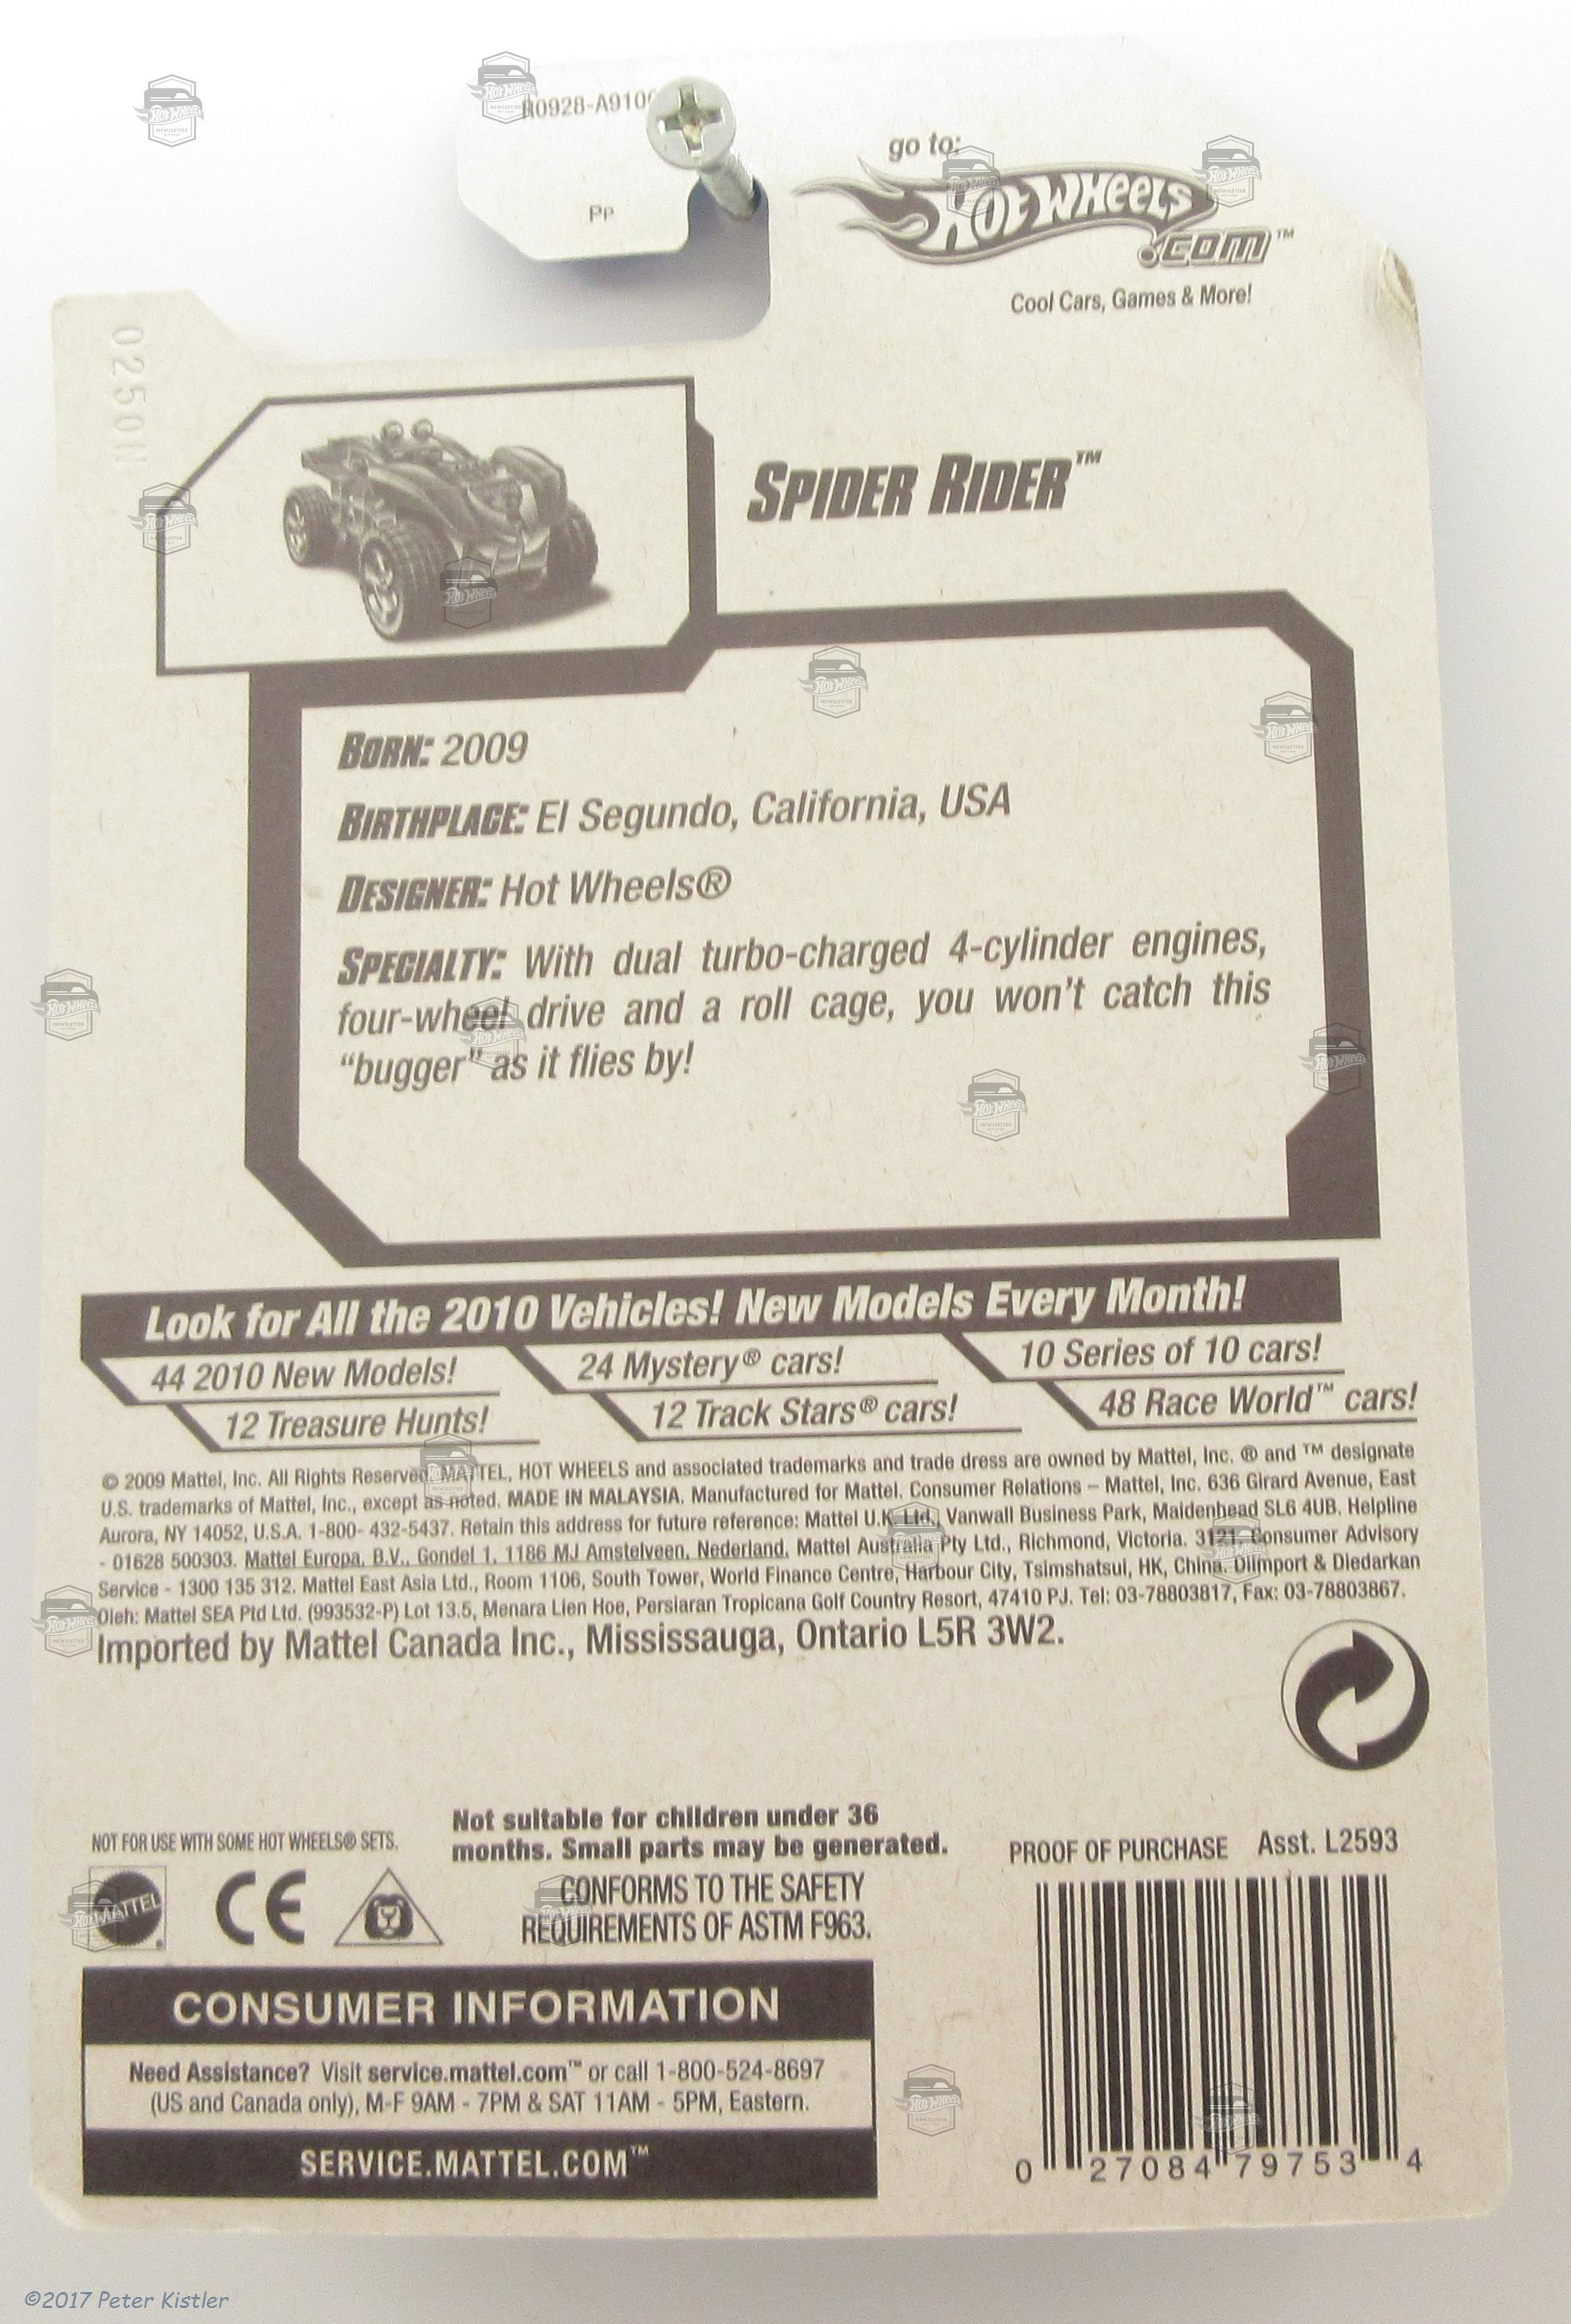 R0928-A910
Pp
go to:
Hot Wheels
.com™
Cool Cars, Games & More!
Spider Rider™
Born: 2009
Birthplace: El Segundo, California, USA
Designer: Hot Wheels®
Specialty: With dual turbo-charged 4-cylinder engines,
four-wheel drive and a roll cage, you won't catch this
“bugger” as it flies by!
Look for All the 2010 Vehicles! New Models Every Month!
44 2010 New Models!
24 Mystery® cars!
10 Series of 10 cars!
12 Treasure Hunts!
12 Track Stars® cars!
48 Race World™ cars!
© 2009 Mattel, Inc. All Rights Reserved. MATTEL, HOT WHEELS and associated trademarks and trade dress are owned by Mattel, Inc. ® and ™ designate
U.S. trademarks of Mattel, Inc., except as noted. MADE IN MALAYSIA. Manufactured for Mattel. Consumer Relations – Mattel, Inc. 636 Girard Avenue, East
Aurora, NY 14052, U.S.A. 1-800- 432-5437. Retain this address for future reference: Mattel U.K. Ltd., Vanwall Business Park, Maidenhead SL6 4UB. Helpline
- 01628 500303. Mattel Europa, B.V., Gondel 1, 1186 MJ Amstelveen, Nederland. Mattel Australia Pty Ltd., Richmond, Victoria. 3121. Consumer Advisory
Service - 1300 135 312. Mattel East Asia Ltd., Room 1106, South Tower, World Finance Centre, Harbour City, Tsimshatsui, HK, China. Diimport & Diedarkan
Oleh: Mattel SEA Ptd Ltd. (993532-P) Lot 13.5, Menara Lien Hoe, Persiaran Tropicana Golf Country Resort, 47410 PJ. Tel: 03-78803817, Fax: 03-78803867.
Imported by Mattel Canada Inc., Mississauga, Ontario L5R 3W2.
NOT FOR USE WITH SOME HOT WHEELS® SETS.
Not suitable for children under 36
months. Small parts may be generated.
MATTEL
CE
CONFORMS TO THE SAFETY
REQUIREMENTS OF ASTM F963.
PROOF OF PURCHASE Asst. L2593
CONSUMER INFORMATION
Need Assistance? Visit service.mattel.com™ or call 1-800-524-8697
(US and Canada only), M-F 9AM - 7PM & SAT 11AM - 5PM, Eastern.
SERVICE.MATTEL.COM™
0 27084 79753 4
©2017 Peter Kistler